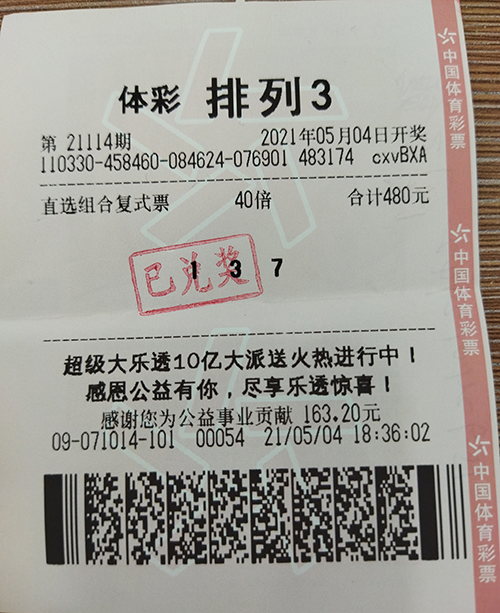 体彩 排列3
第 21114期 2021年05月04日开奖
110330-458460-084624-076901 483174 cxvBXA
直选组合复式票 40倍 合计480元
已兑奖
1 3 7
超级大乐透10亿大派送火热进行中！
感恩公益有你，尽享乐透惊喜！
感谢您为公益事业贡献 163.20元
09-071014-101 00054 21/05/04 18:36:02
中国体育彩票
中国体育彩票
中国体育彩票